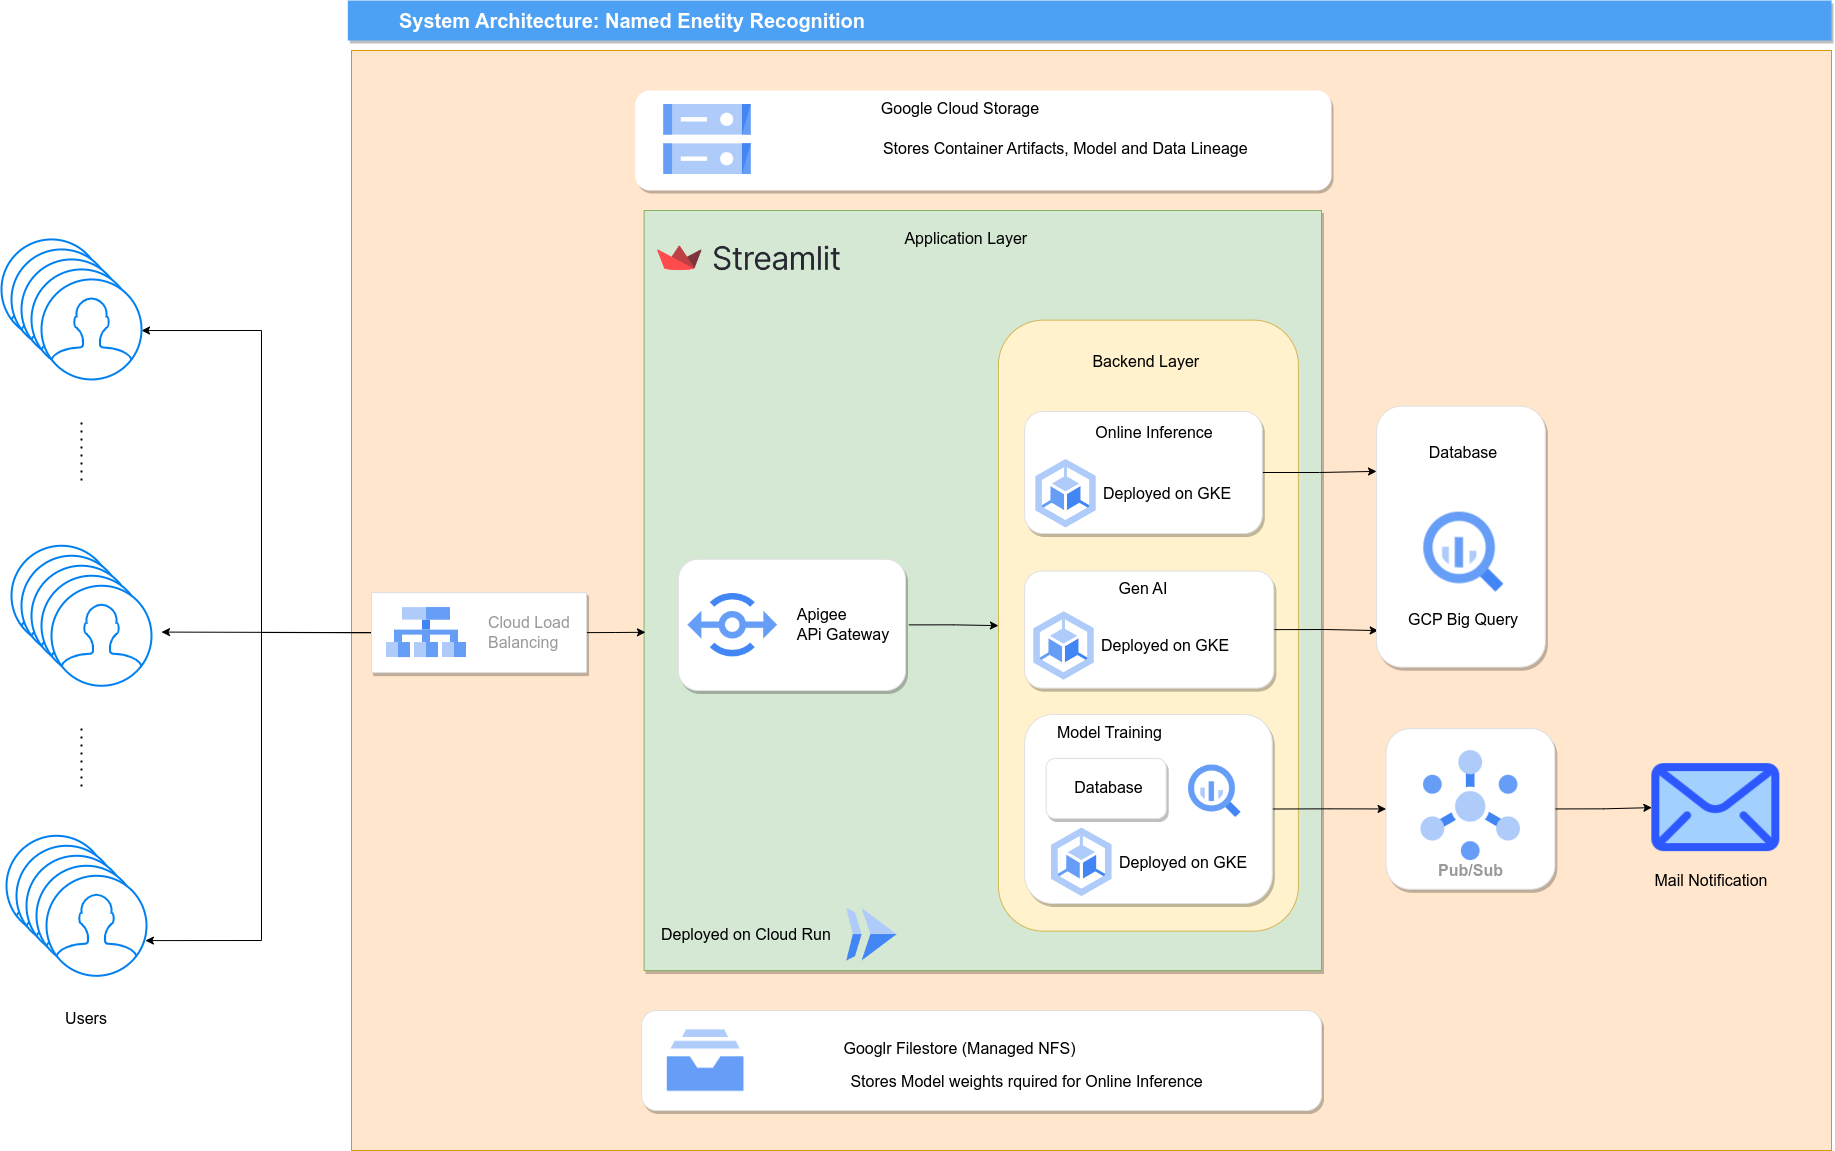 System Architecture: Named Enetity Recognition
Google Cloud Storage
Stores Container Artifacts, Model and Data Lineage
Streamlit
Application Layer
Backend Layer
Online Inference
Deployed on GKE
Database
GCP Big Query
Gen AI
Deployed on GKE
Cloud Load
Balancing
Apigee
APi Gateway
Model Training
Database
Deployed on GKE
Pub/Sub
Mail Notification
Deployed on Cloud Run
Users
Googlr Filestore (Managed NFS)
Stores Model weights rquired for Online Inference